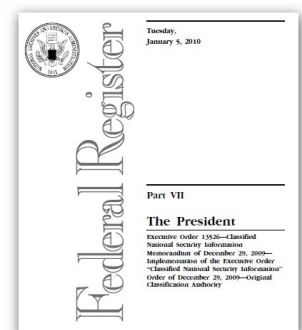 Federal Register
Tuesday,
January 5, 2010
Part VII
The President
Executive Order 13526—Classified
National Security Information
Memorandum of December 29, 2009—
Implementation of the Executive Order
“Classified National Security Information”
Order of December 29, 2009—Original
Classification Authority